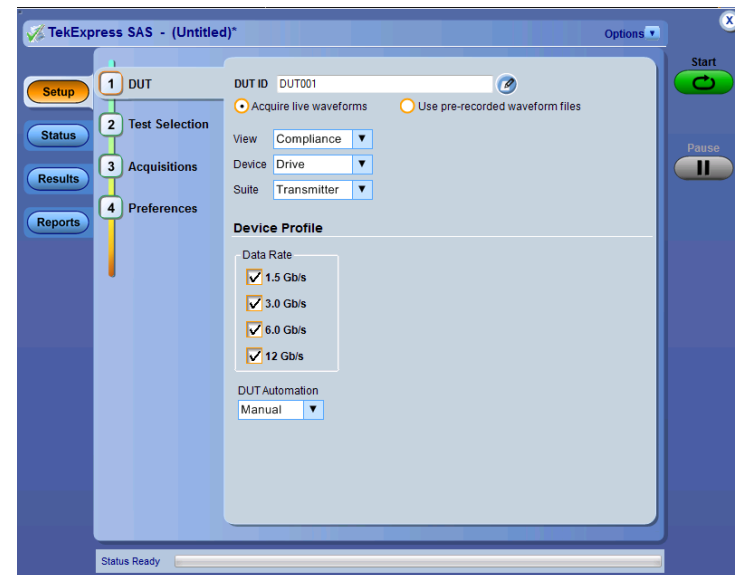 TekExpress SAS - (Untitled)*
Options
x
Start
Pause
Setup
Status
Results
Reports
1 DUT
2 Test Selection
3 Acquisitions
4 Preferences
DUT ID DUT001
Acquire live waveforms Use pre-recorded waveform files
View Compliance
Device Drive
Suite Transmitter
Device Profile
Data Rate
1.5 Gb/s
3.0 Gb/s
6.0 Gb/s
12 Gb/s
DUT Automation
Manual
Status Ready